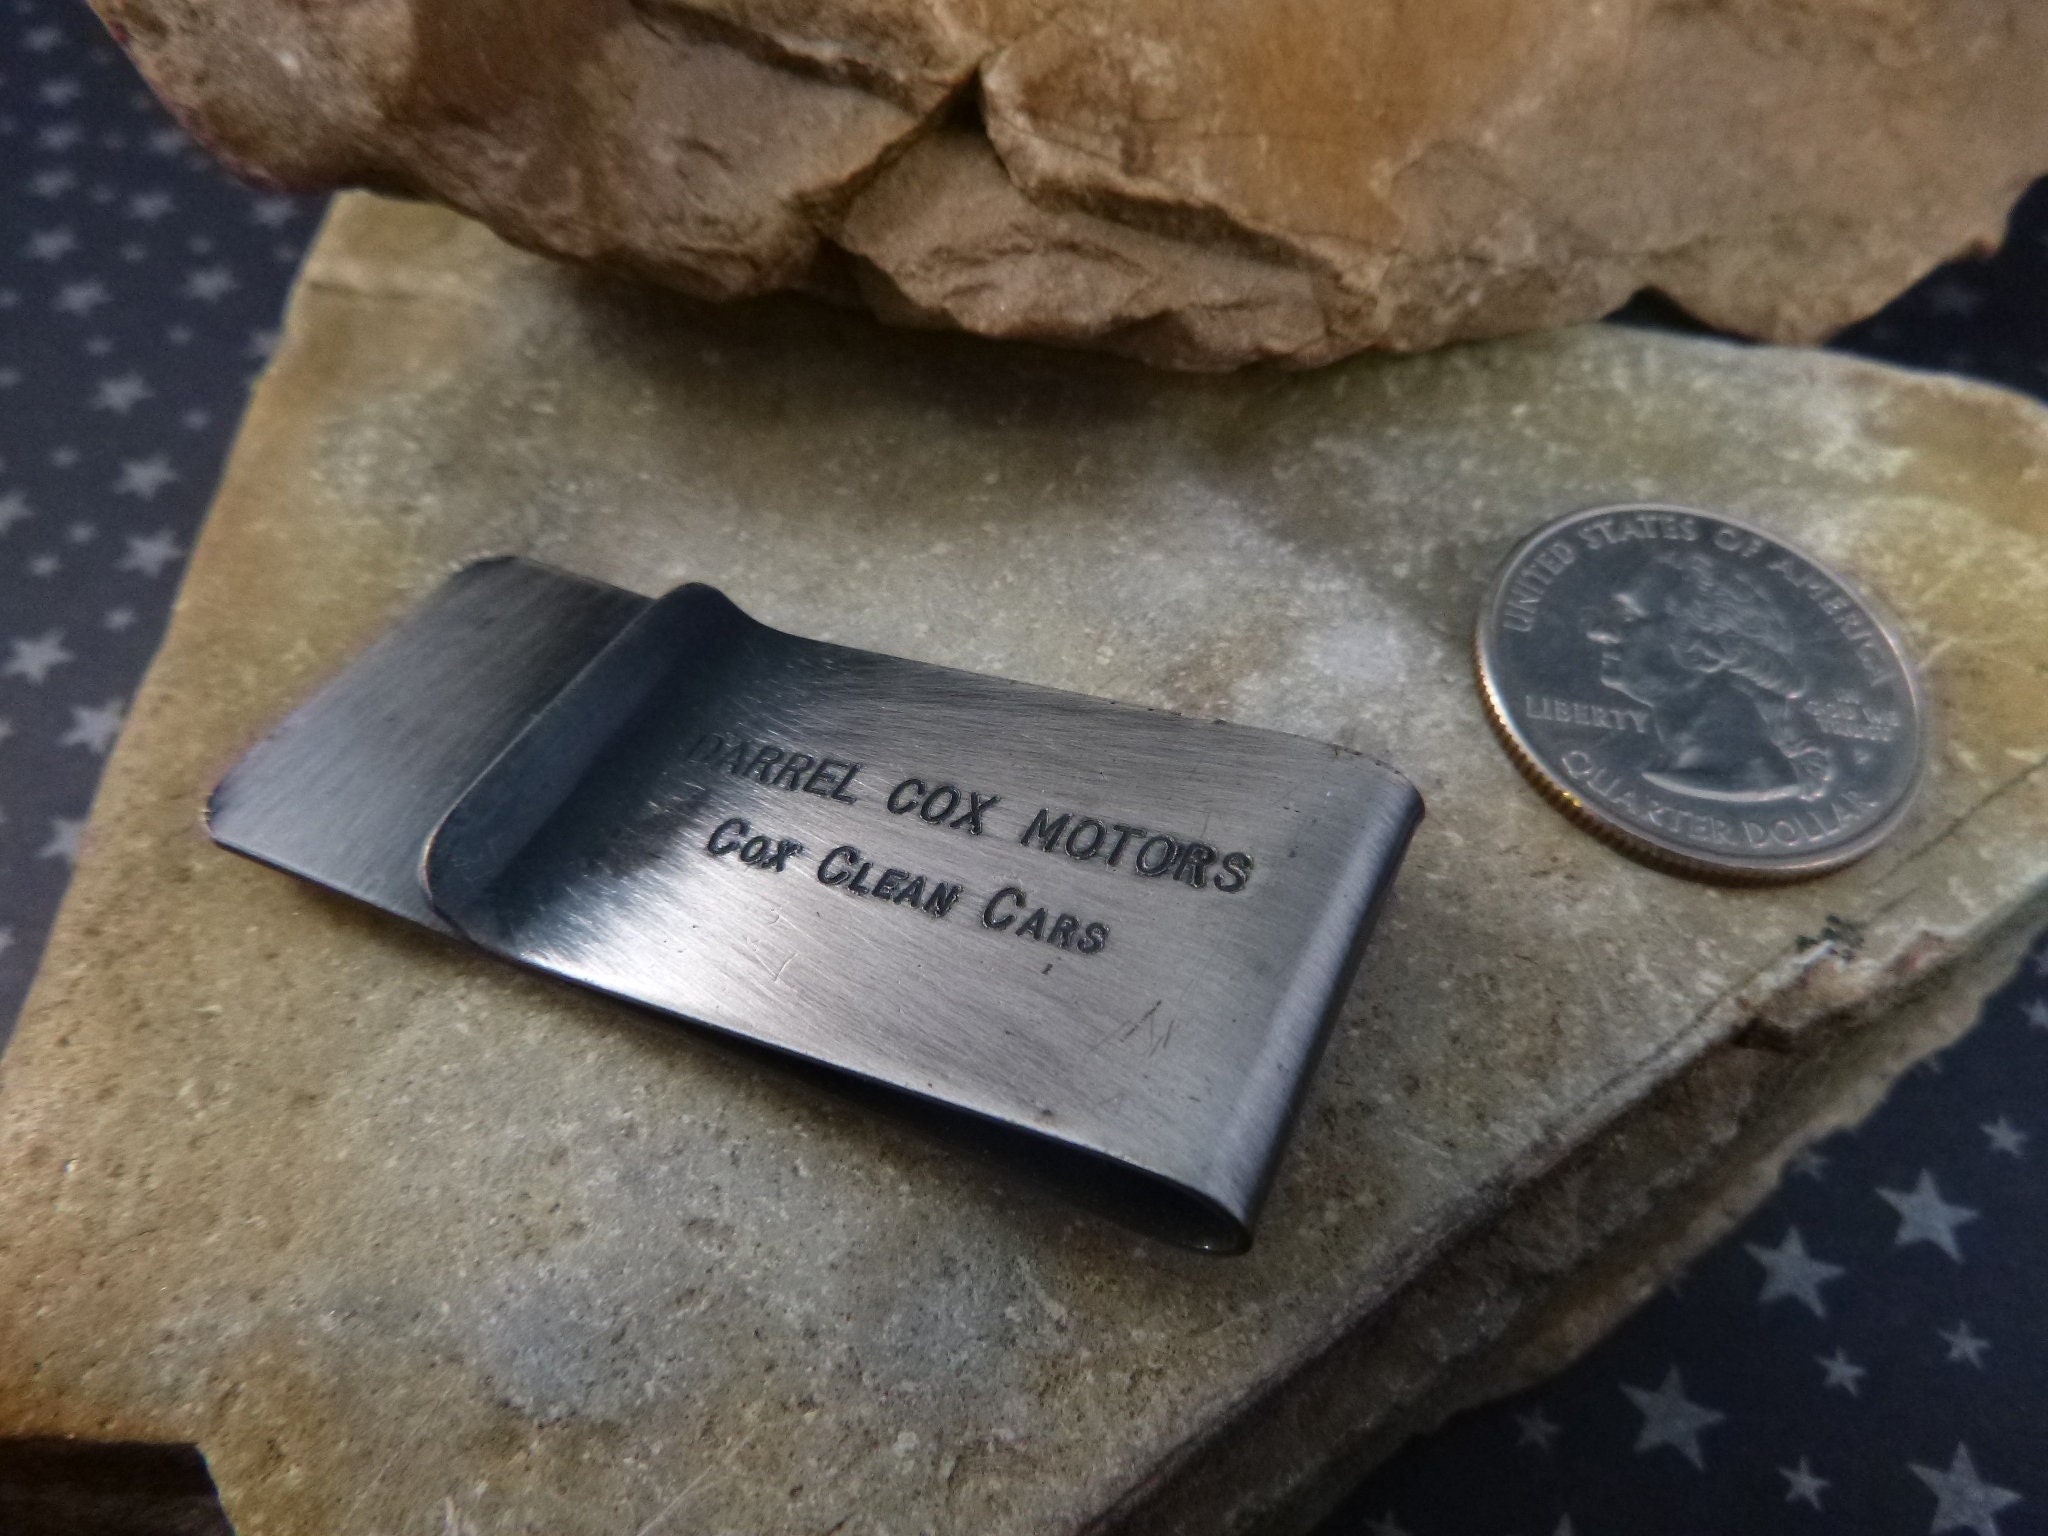 DARREL COX MOTORS
COX CLEAN CARS
UNITED STATES OF AMERICA
LIBERTY
IN
GOD WE
TRUST
QUARTER DOLLAR